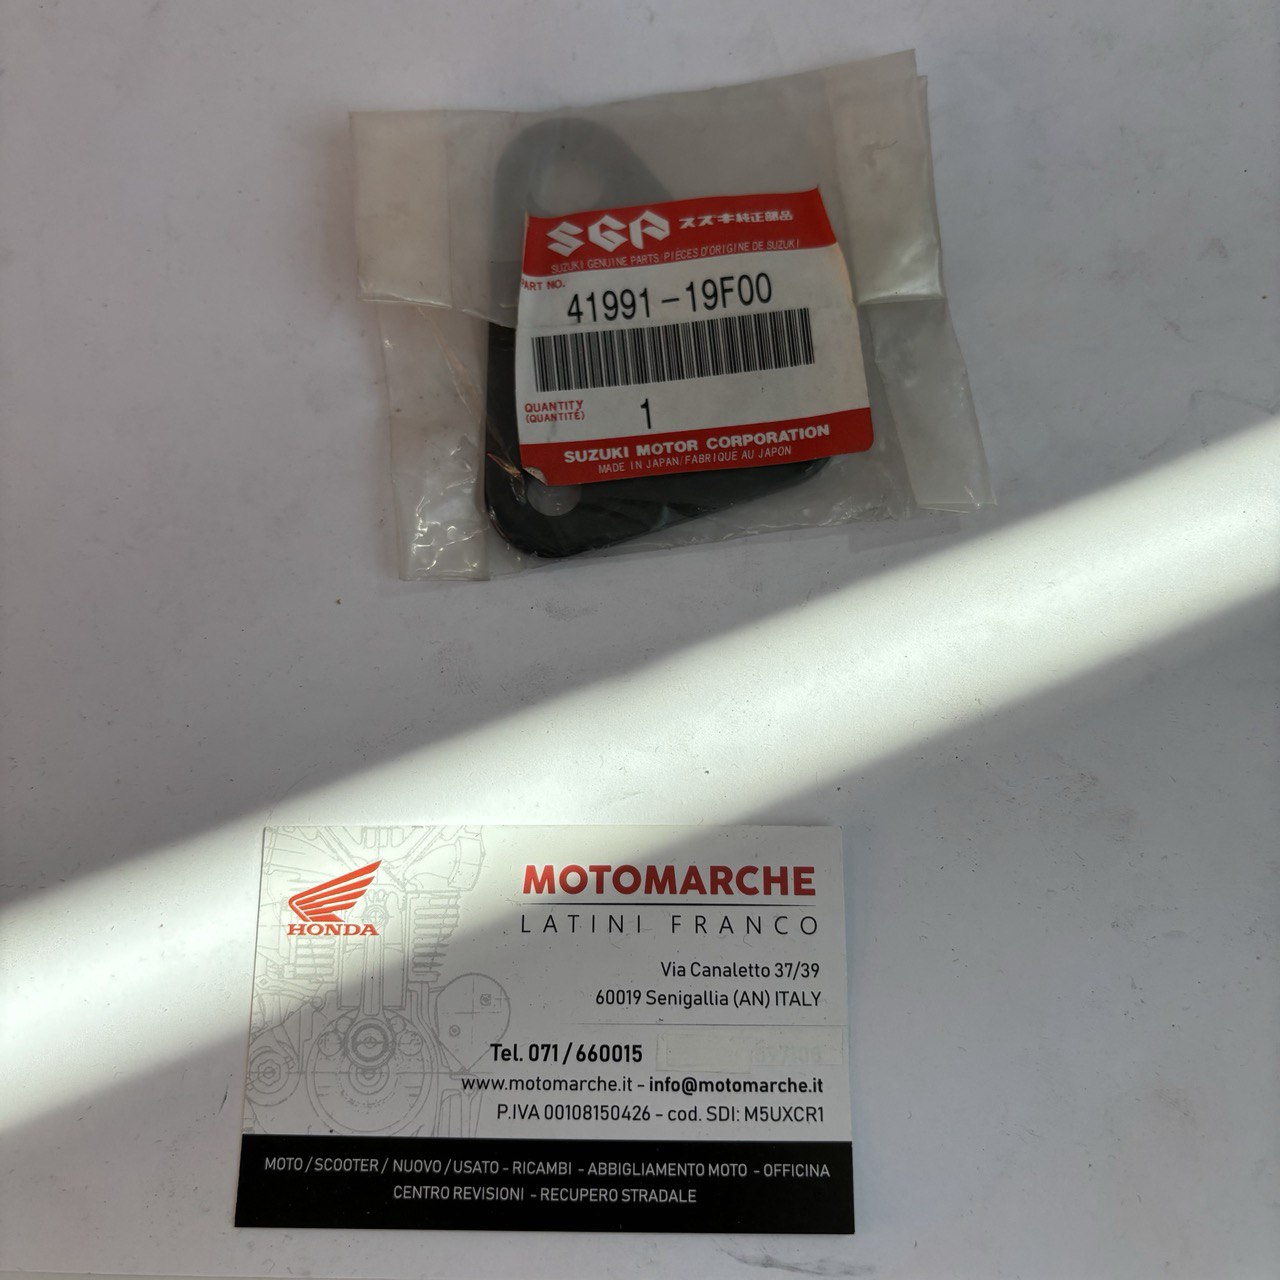 SGP スズキ純正部品
SUZUKI GENUINE PARTS/PIÈCES D'ORIGINE DE SUZUKI
PART NO.
41991-19F00
QUANTITY
(QUANTITÉ)
1
SUZUKI MOTOR CORPORATION
MADE IN JAPAN/FABRIQUE AU JAPON
HONDA
MOTOMARCHE
LATINI FRANCO
Via Canaletto 37/39
60019 Senigallia (AN) ITALY
Tel. 071/660015
www.motomarche.it - info@motomarche.it
P.IVA 00108150426 - cod. SDI: M5UXCR1
MOTO / SCOOTER / NUOVO / USATO - RICAMBI - ABBIGLIAMENTO MOTO - OFFICINA
CENTRO REVISIONI - RECUPERO STRADALE